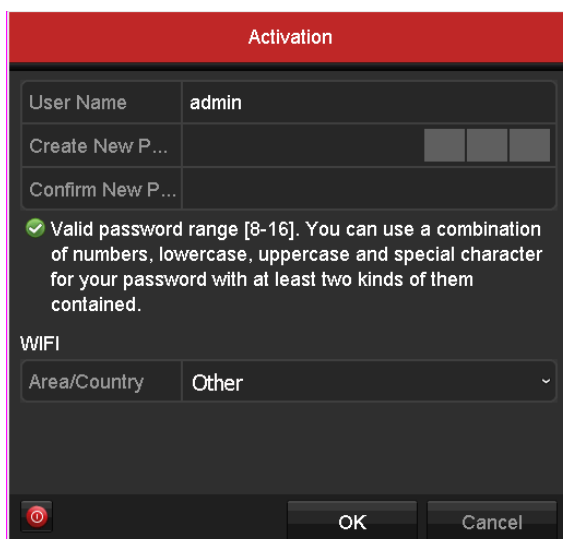 Activation
User Name admin
Create New P...
Confirm New P...
Valid password range [8-16]. You can use a combination
of numbers, lowercase, uppercase and special character
for your password with at least two kinds of them
contained.
WIFI
Area/Country Other
OK Cancel